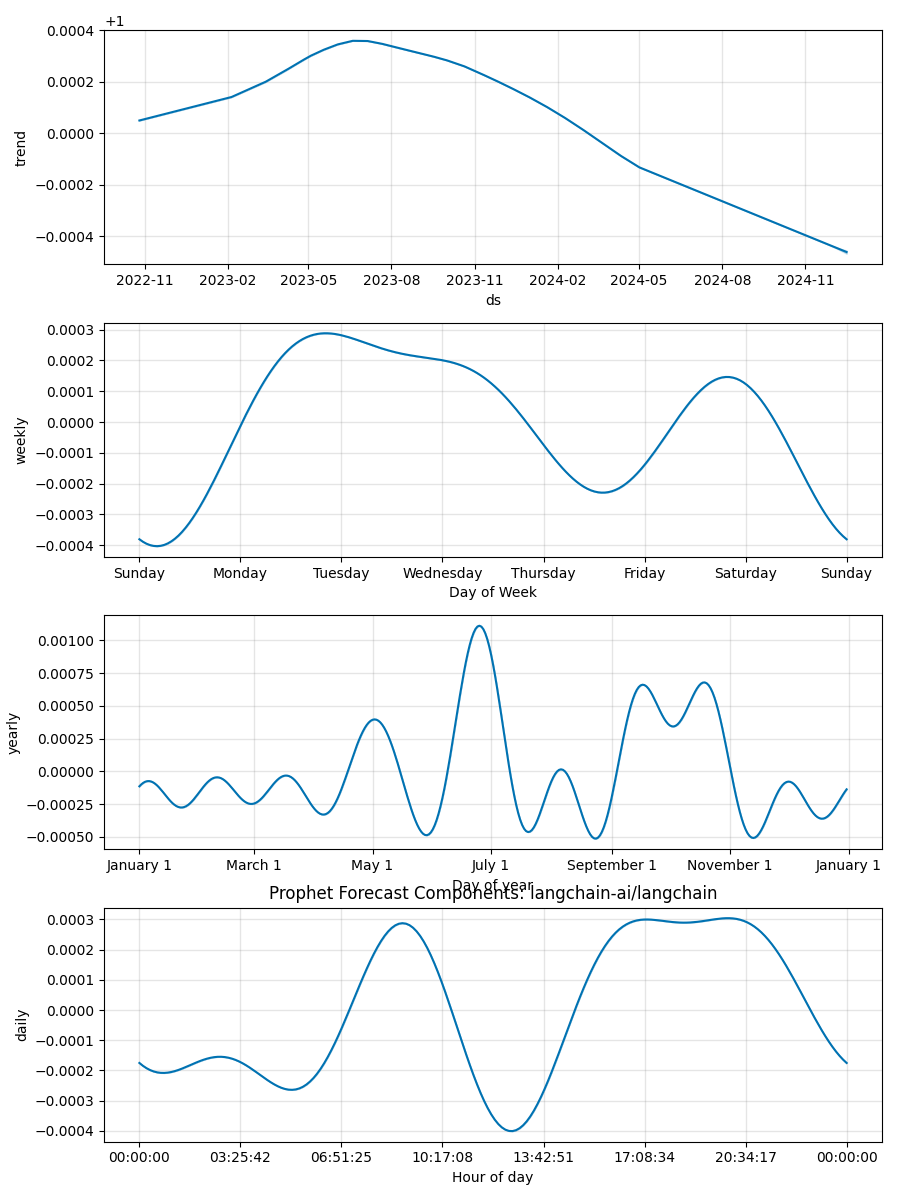 +1
0.0004
0.0002
0.0000
−0.0002
−0.0004
trend
2022-11 2023-02 2023-05 2023-08 2023-11 2024-02 2024-05 2024-08 2024-11
ds
0.0003
0.0002
0.0001
0.0000
−0.0001
−0.0002
−0.0003
−0.0004
weekly
Sunday Monday Tuesday Wednesday Thursday Friday Saturday Sunday
Day of Week
0.00100
0.00075
0.00050
0.00025
0.00000
−0.00025
−0.00050
yearly
January 1 March 1 May 1 July 1 September 1 November 1 January 1
Day of year
Prophet Forecast Components: langchain-ai/langchain
0.0003
0.0002
0.0001
0.0000
−0.0001
−0.0002
−0.0003
−0.0004
daily
00:00:00 03:25:42 06:51:25 10:17:08 13:42:51 17:08:34 20:34:17 00:00:00
Hour of day